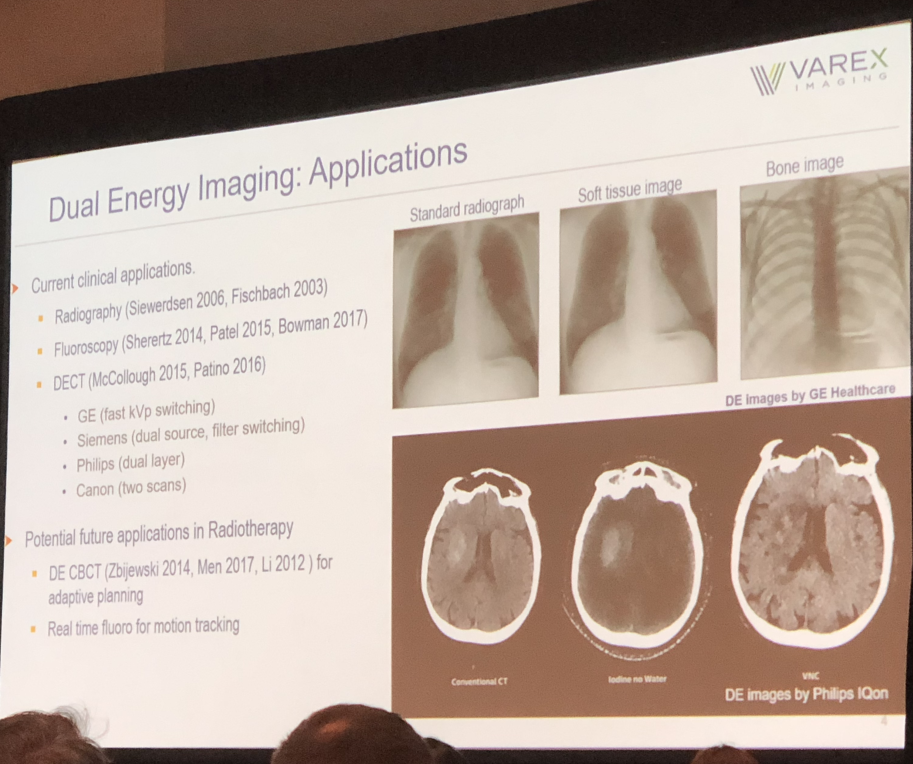 VAREX
IMAGING
Dual Energy Imaging: Applications
Current clinical applications.
Radiography (Siewerdsen 2006, Fischbach 2003)
Fluoroscopy (Sherertz 2014, Patel 2015, Bowman 2017)
DECT (McCollough 2015, Patino 2016)
GE (fast kVp switching)
Siemens (dual source, filter switching)
Philips (dual layer)
Canon (two scans)
Potential future applications in Radiotherapy
DE CBCT (Zbijewski 2014, Men 2017, Li 2012 ) for
adaptive planning
Real time fluoro for motion tracking
Standard radiograph
Soft tissue image
Bone image
DE images by GE Healthcare
Conventional CT
Iodine no Water
VNC
DE images by Philips IQon
4